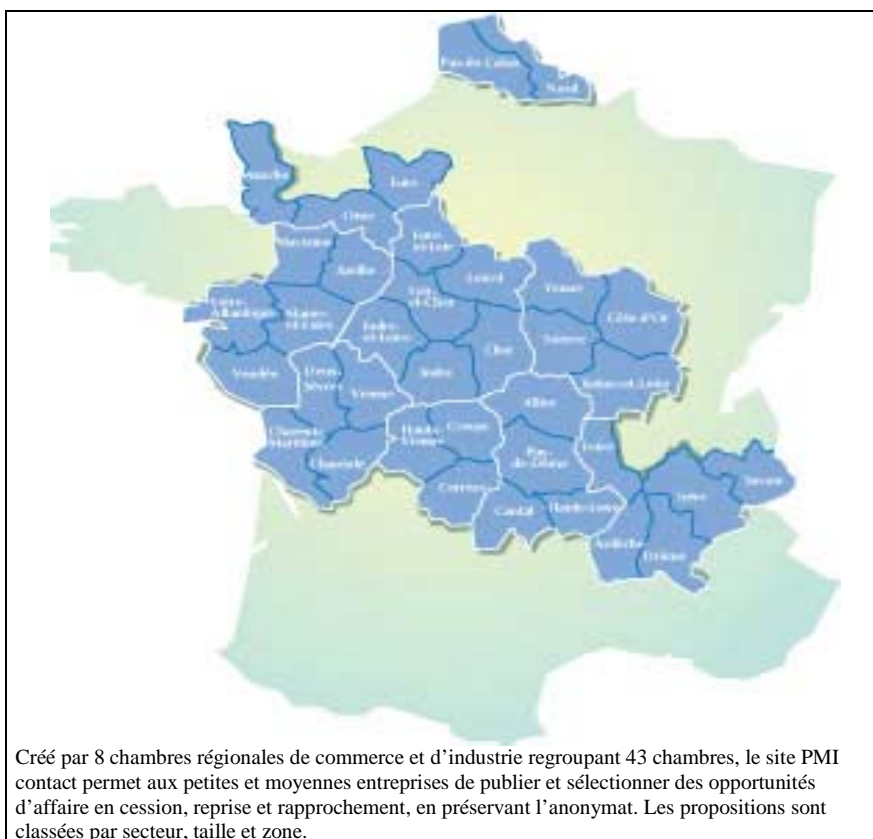 Pas-de-Calais
Nord
Manche
Eure
Orne
Eure-
et-Loir
Mayenne
Sarthe
Loiret
Loir-
et-Cher
Yonne
Côte-d'Or
Loire-
Atlantique
Maine-
et-Loire
Indre-
et-Loire
Cher
Nièvre
Vendée
Deux
Sèvres
Vienne
Indre
Saône-et-Loire
Allier
Charente
Maritime
Haute-
Vienne
Creuse
Puy-
de-Dôme
Loire
Charente
Corrèze
Isère
Savoie
Cantal
Haute-Loire
Ardèche
Drôme
Créé par 8 chambres régionales de commerce et d’industrie regroupant 43 chambres, le site PMI
contact permet aux petites et moyennes entreprises de publier et sélectionner des opportunités
d’affaire en cession, reprise et rapprochement, en préservant l’anonymat. Les propositions sont
classées par secteur, taille et zone.